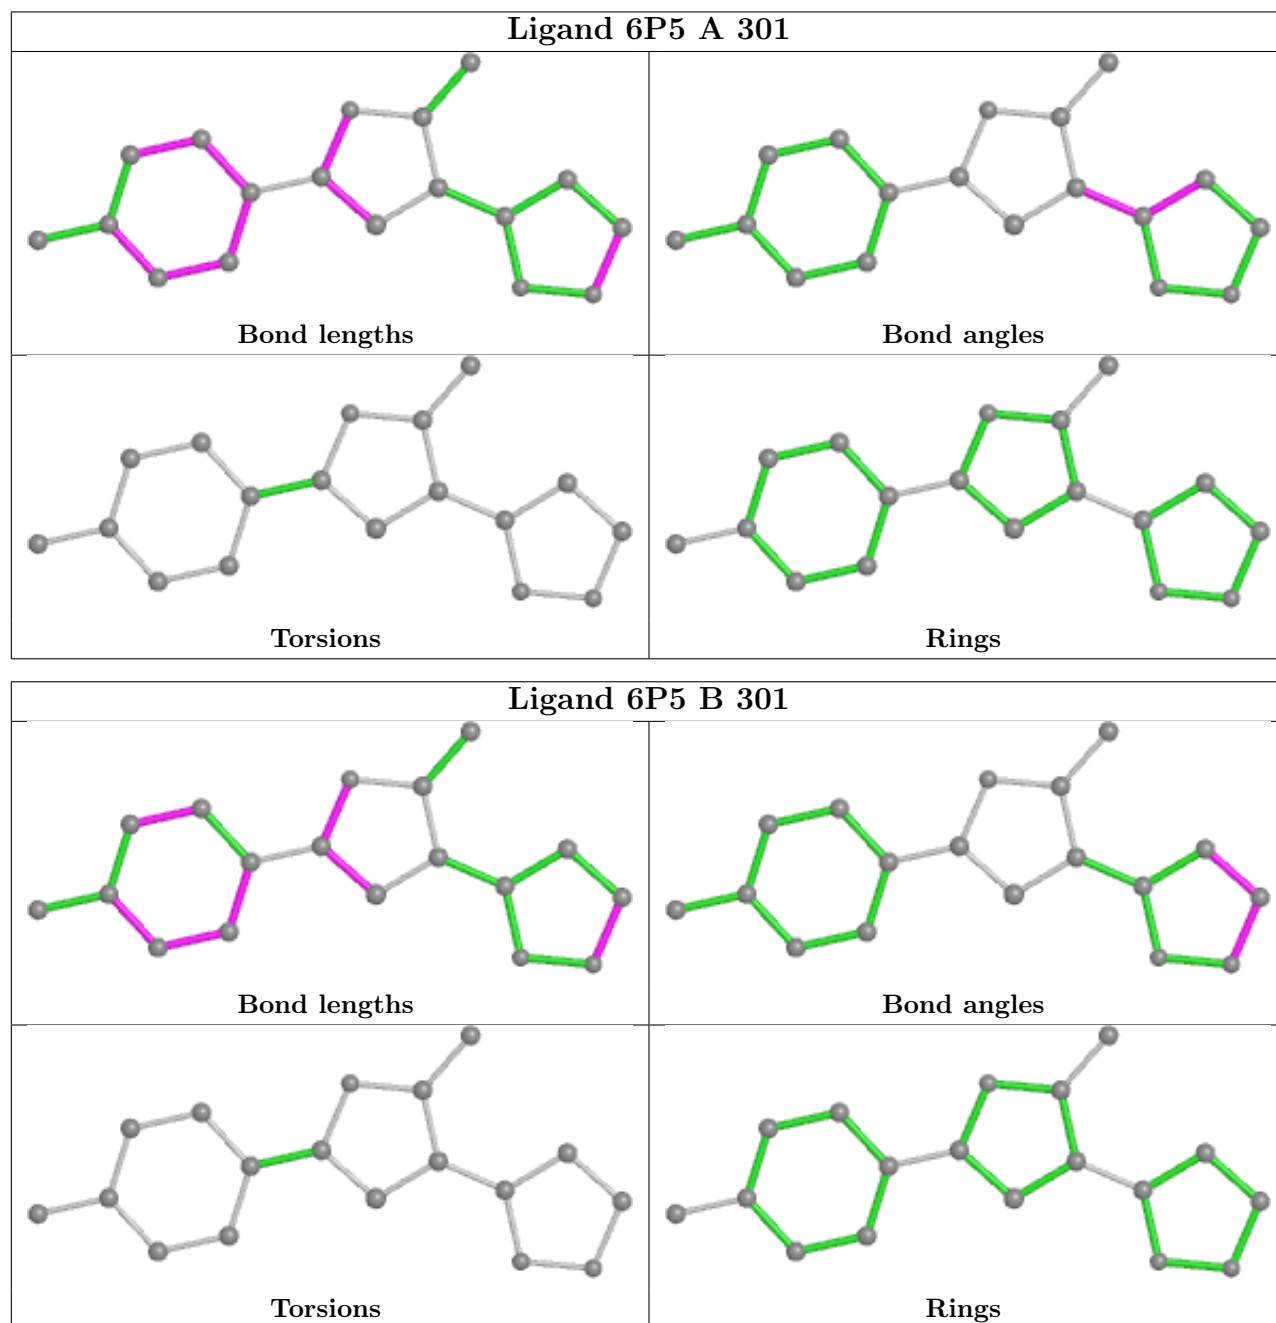 Ligand 6P5 A 301
Bond lengths
Bond angles
Torsions
Rings
Ligand 6P5 B 301
Bond lengths
Bond angles
Torsions
Rings